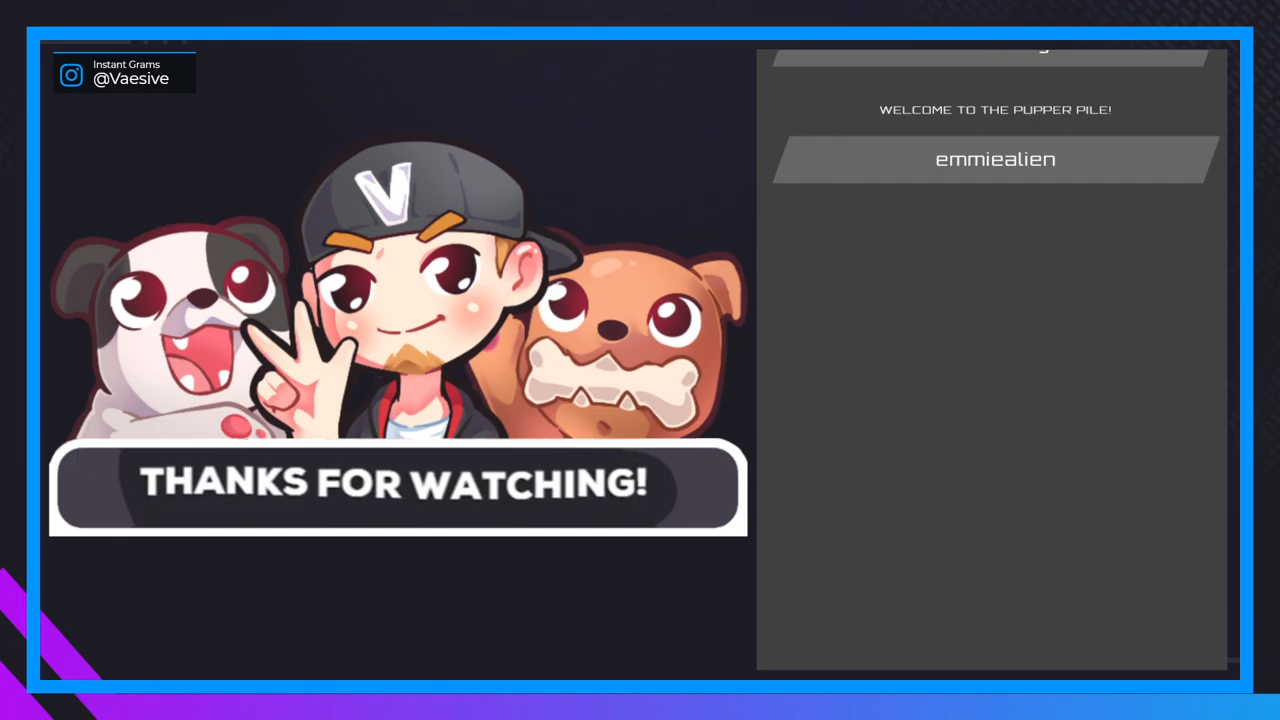 Instant Grams
@Vaesive
V
THANKS FOR WATCHING!
WELCOME TO THE PUPPER PILE!
emmiealien